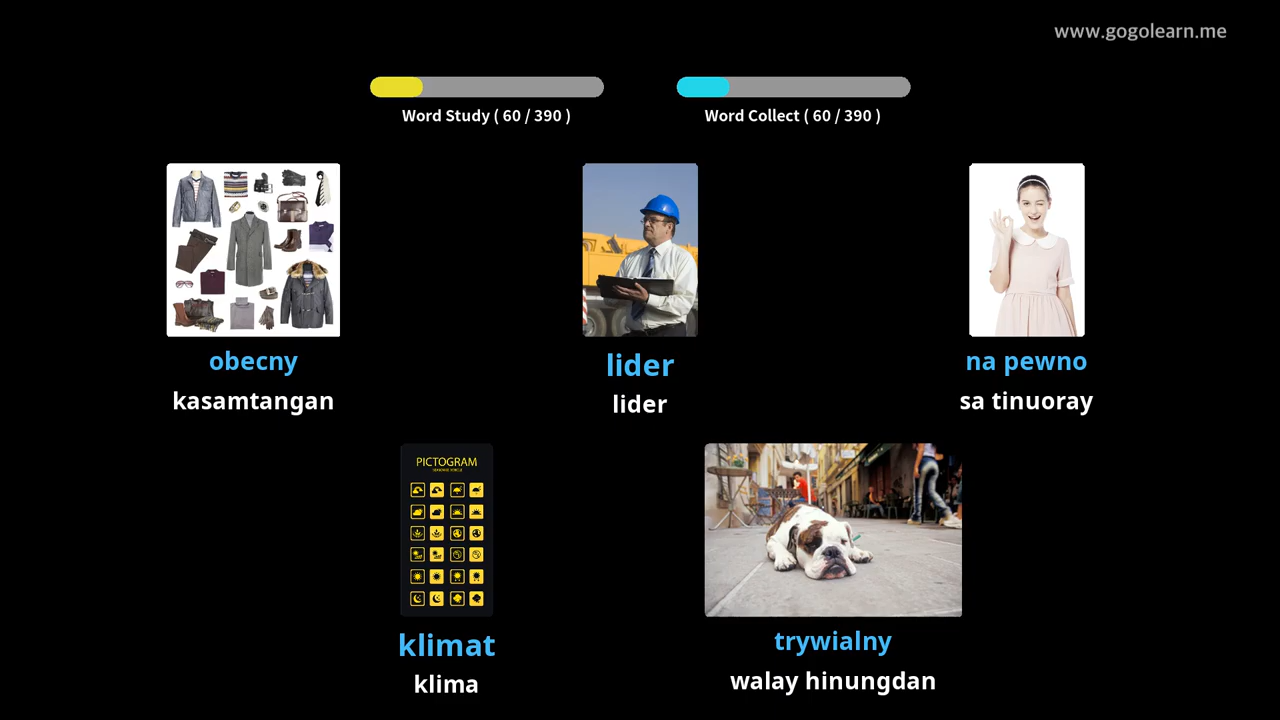 www.gogolearn.me
Word Study ( 60 / 390 )
Word Collect ( 60 / 390 )
obecny
kasamtangan
lider
lider
na pewno
sa tinuoray
PICTOGRAM
klimat
klima
trywialny
walay hinungdan